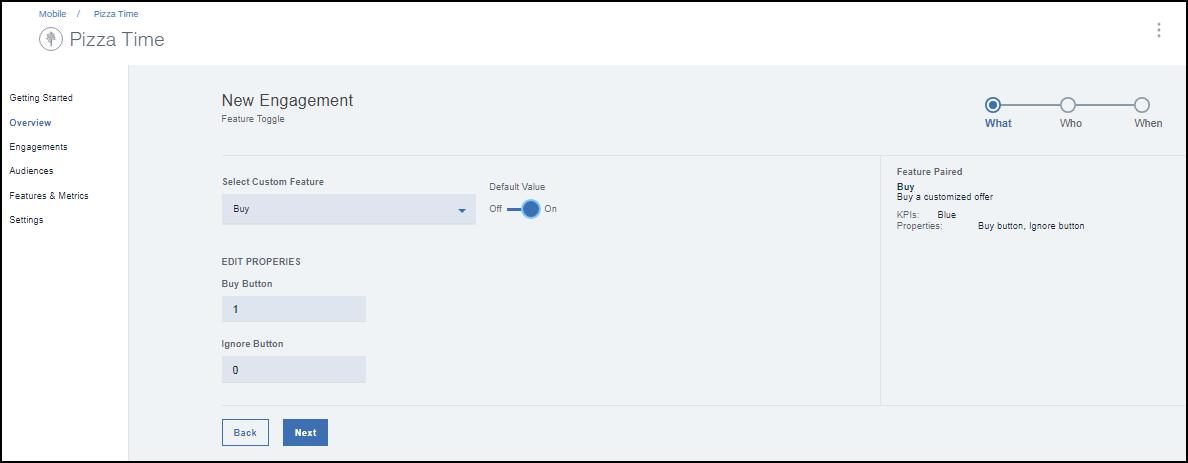 Mobile / Pizza Time
Pizza Time
Getting Started
Overview
Engagements
Audiences
Features & Metrics
Settings
New Engagement
Feature Toggle
What Who When
Select Custom Feature
Buy
Default Value
Off On
EDIT PROPERIES
Buy Button
1
Ignore Button
0
Back Next
Feature Paired
Buy
Buy a customized offer
KPIs: Blue
Properties: Buy button, Ignore button